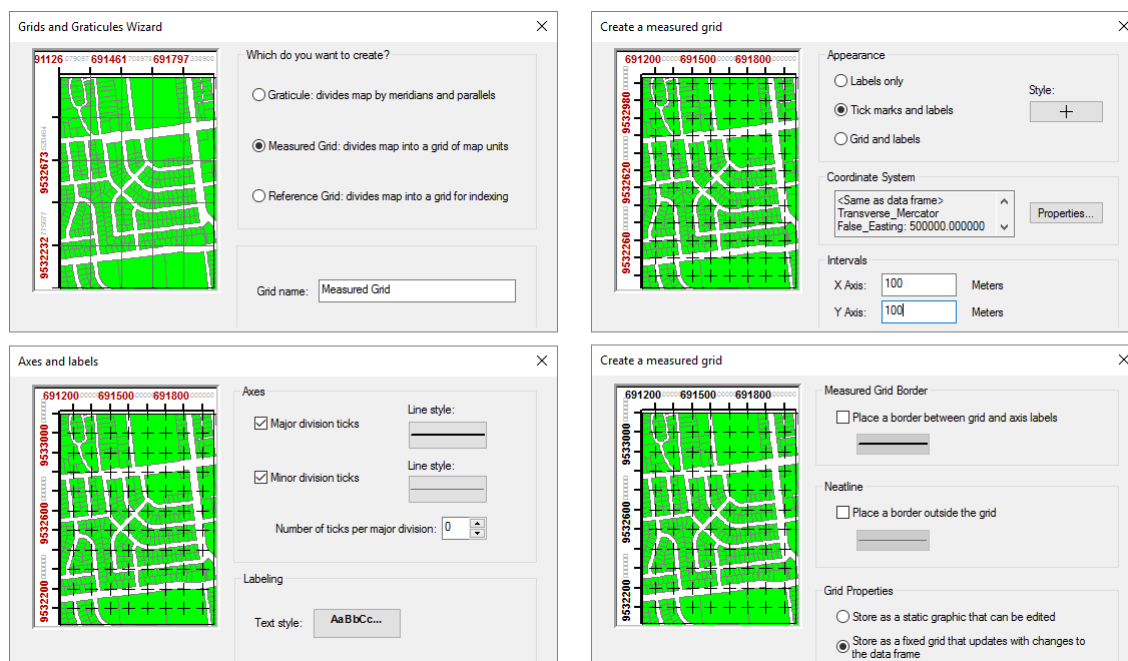 Grids and Graticules Wizard
91126.079097 691461.708978 691797.338900
9532673
9532232
Which do you want to create?
Graticule: divides map by meridians and parallels
Measured Grid: divides map into a grid of map units
Reference Grid: divides map into a grid for indexing
Grid name: Measured Grid
Create a measured grid
691200 691500 691800
9532980
9532620
9532260
Appearance
Labels only
Tick marks and labels
Grid and labels
Style:
Coordinate System
<Same as data frame>
Transverse_Mercator
False_Easting: 500000.000000
Properties...
Intervals
X Axis: 100 Meters
Y Axis: 100 Meters
Axes and labels
691200 691500 691800
9533000
9532600
9532200
Axes
Major division ticks
Line style:
Minor division ticks
Line style:
Number of ticks per major division: 0
Labeling
Text style: AaBbCc...
Create a measured grid
691200 691500 691800
9533000
9532600
9532200
Measured Grid Border
Place a border between grid and axis labels
Neatline
Place a border outside the grid
Grid Properties
Store as a static graphic that can be edited
Store as a fixed grid that updates with changes to
the data frame